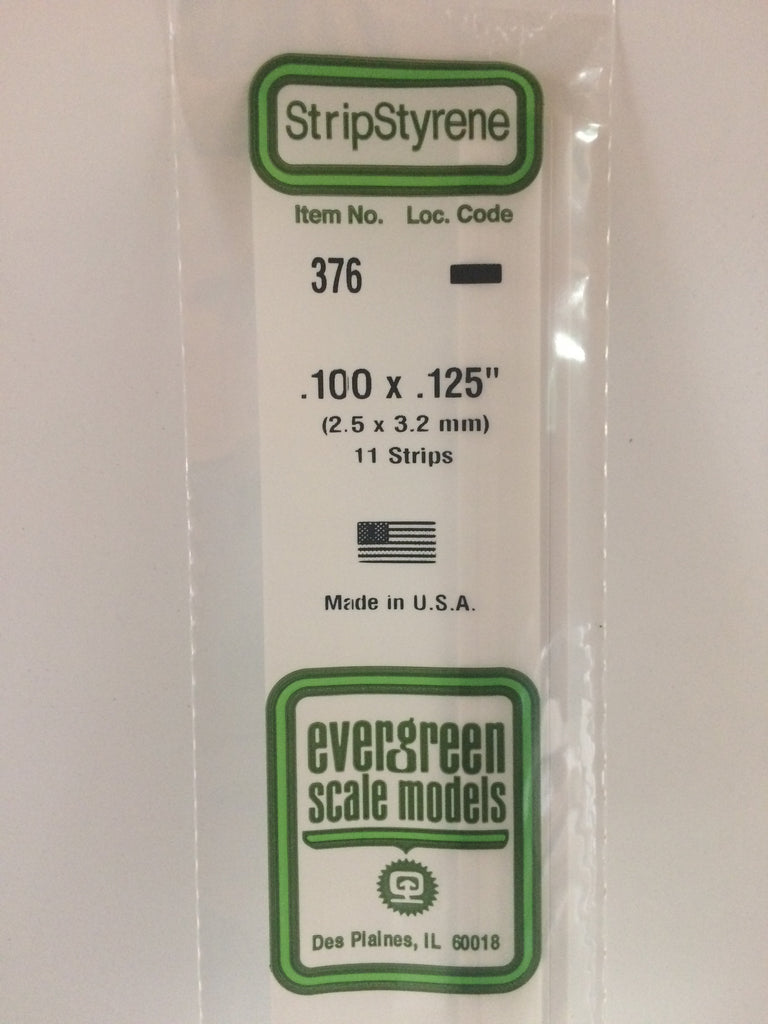 StripStyrene
Item No. Loc. Code
376
.100 x .125"
(2.5 x 3.2 mm)
11 Strips
Made in U.S.A.
evergreen
scale models
Des Plaines, IL 60018